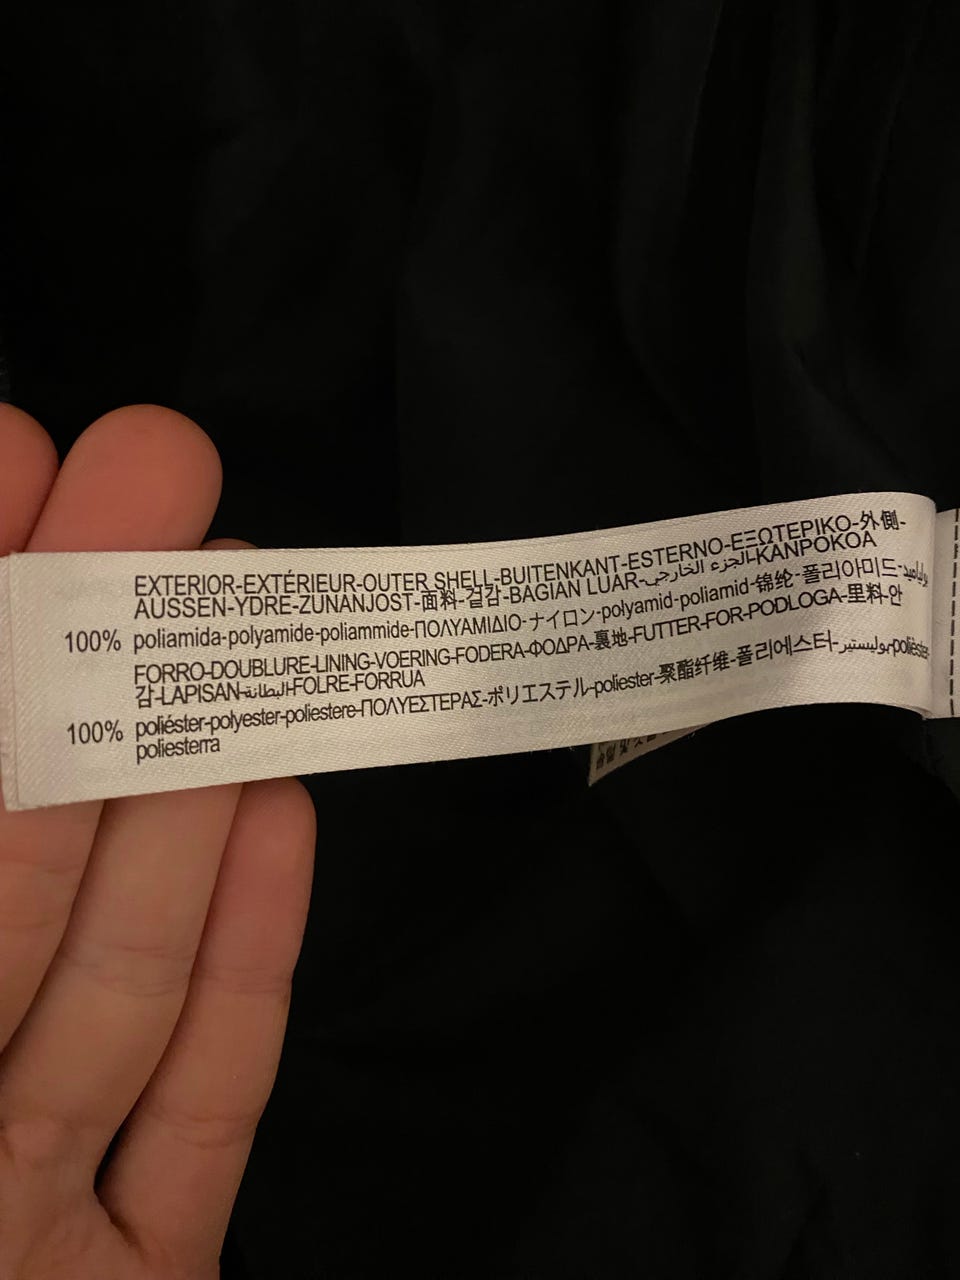 EXTERIOR-EXTÉRIEUR-OUTER SHELL-BUITENKANT-ESTERNO-ΕΞΩΤΕΡΙΚΟ-外側-
AUSSEN-YDRE-ZUNANJOST-面料-겉감-BAGIAN LUAR-الجزء الخارجي-KANPOKOA
100% poliamida-polyamide-poliammide-ΠΟΛΥΑΜΙΔΙΟ-ナイロン-polyamid-poliamid-锦纶-폴리아미드-بولياميد
FORRO-DOUBLURE-LINING-VOERING-FODERA-ΦΟΔΡΑ-裏地-FUTTER-FOR-PODLOGA-里料-안
감-LAPISAN-البطانة-FOLRE-FORRUA
100% poliéster-polyester-poliestere-ΠΟΛΥΕΣΤΕΡΑΣ-ポリエステル-poliester-聚酯纤维-폴리에스터-بوليستير-polièster-
poliesterra